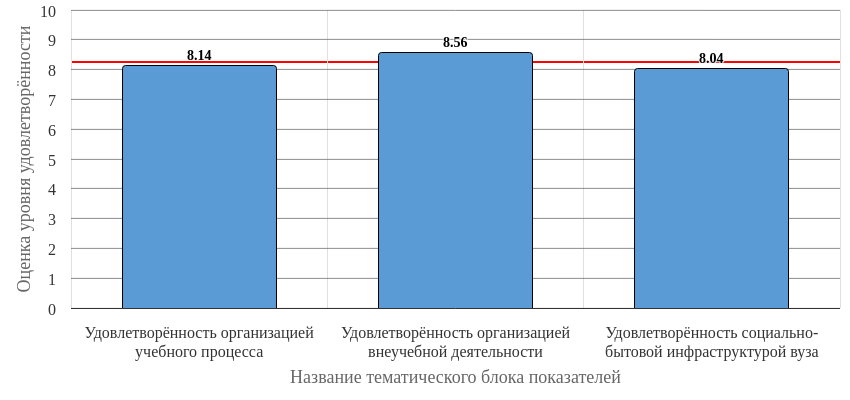 Оценка уровня удовлетворённости
10
9
8
7
6
5
4
3
2
1
0
8.14
8.56
8.04
Удовлетворённость организацией
учебного процесса
Удовлетворённость организацией
внеучебной деятельности
Удовлетворённость социально-
бытовой инфраструктурой вуза
Название тематического блока показателей